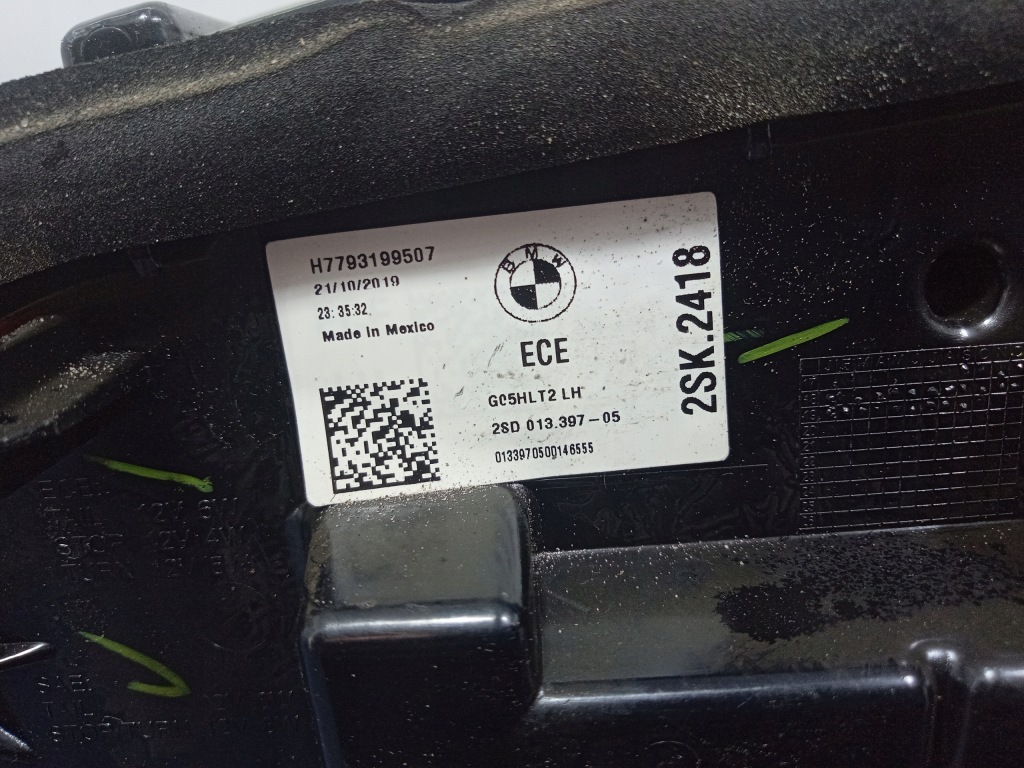 H7793199507
21/10/2019
23:35:32
Made in Mexico
BMW
ECE
G05HLT2 LH
2SD 013.397-05
0133970500146555
2SK.2418